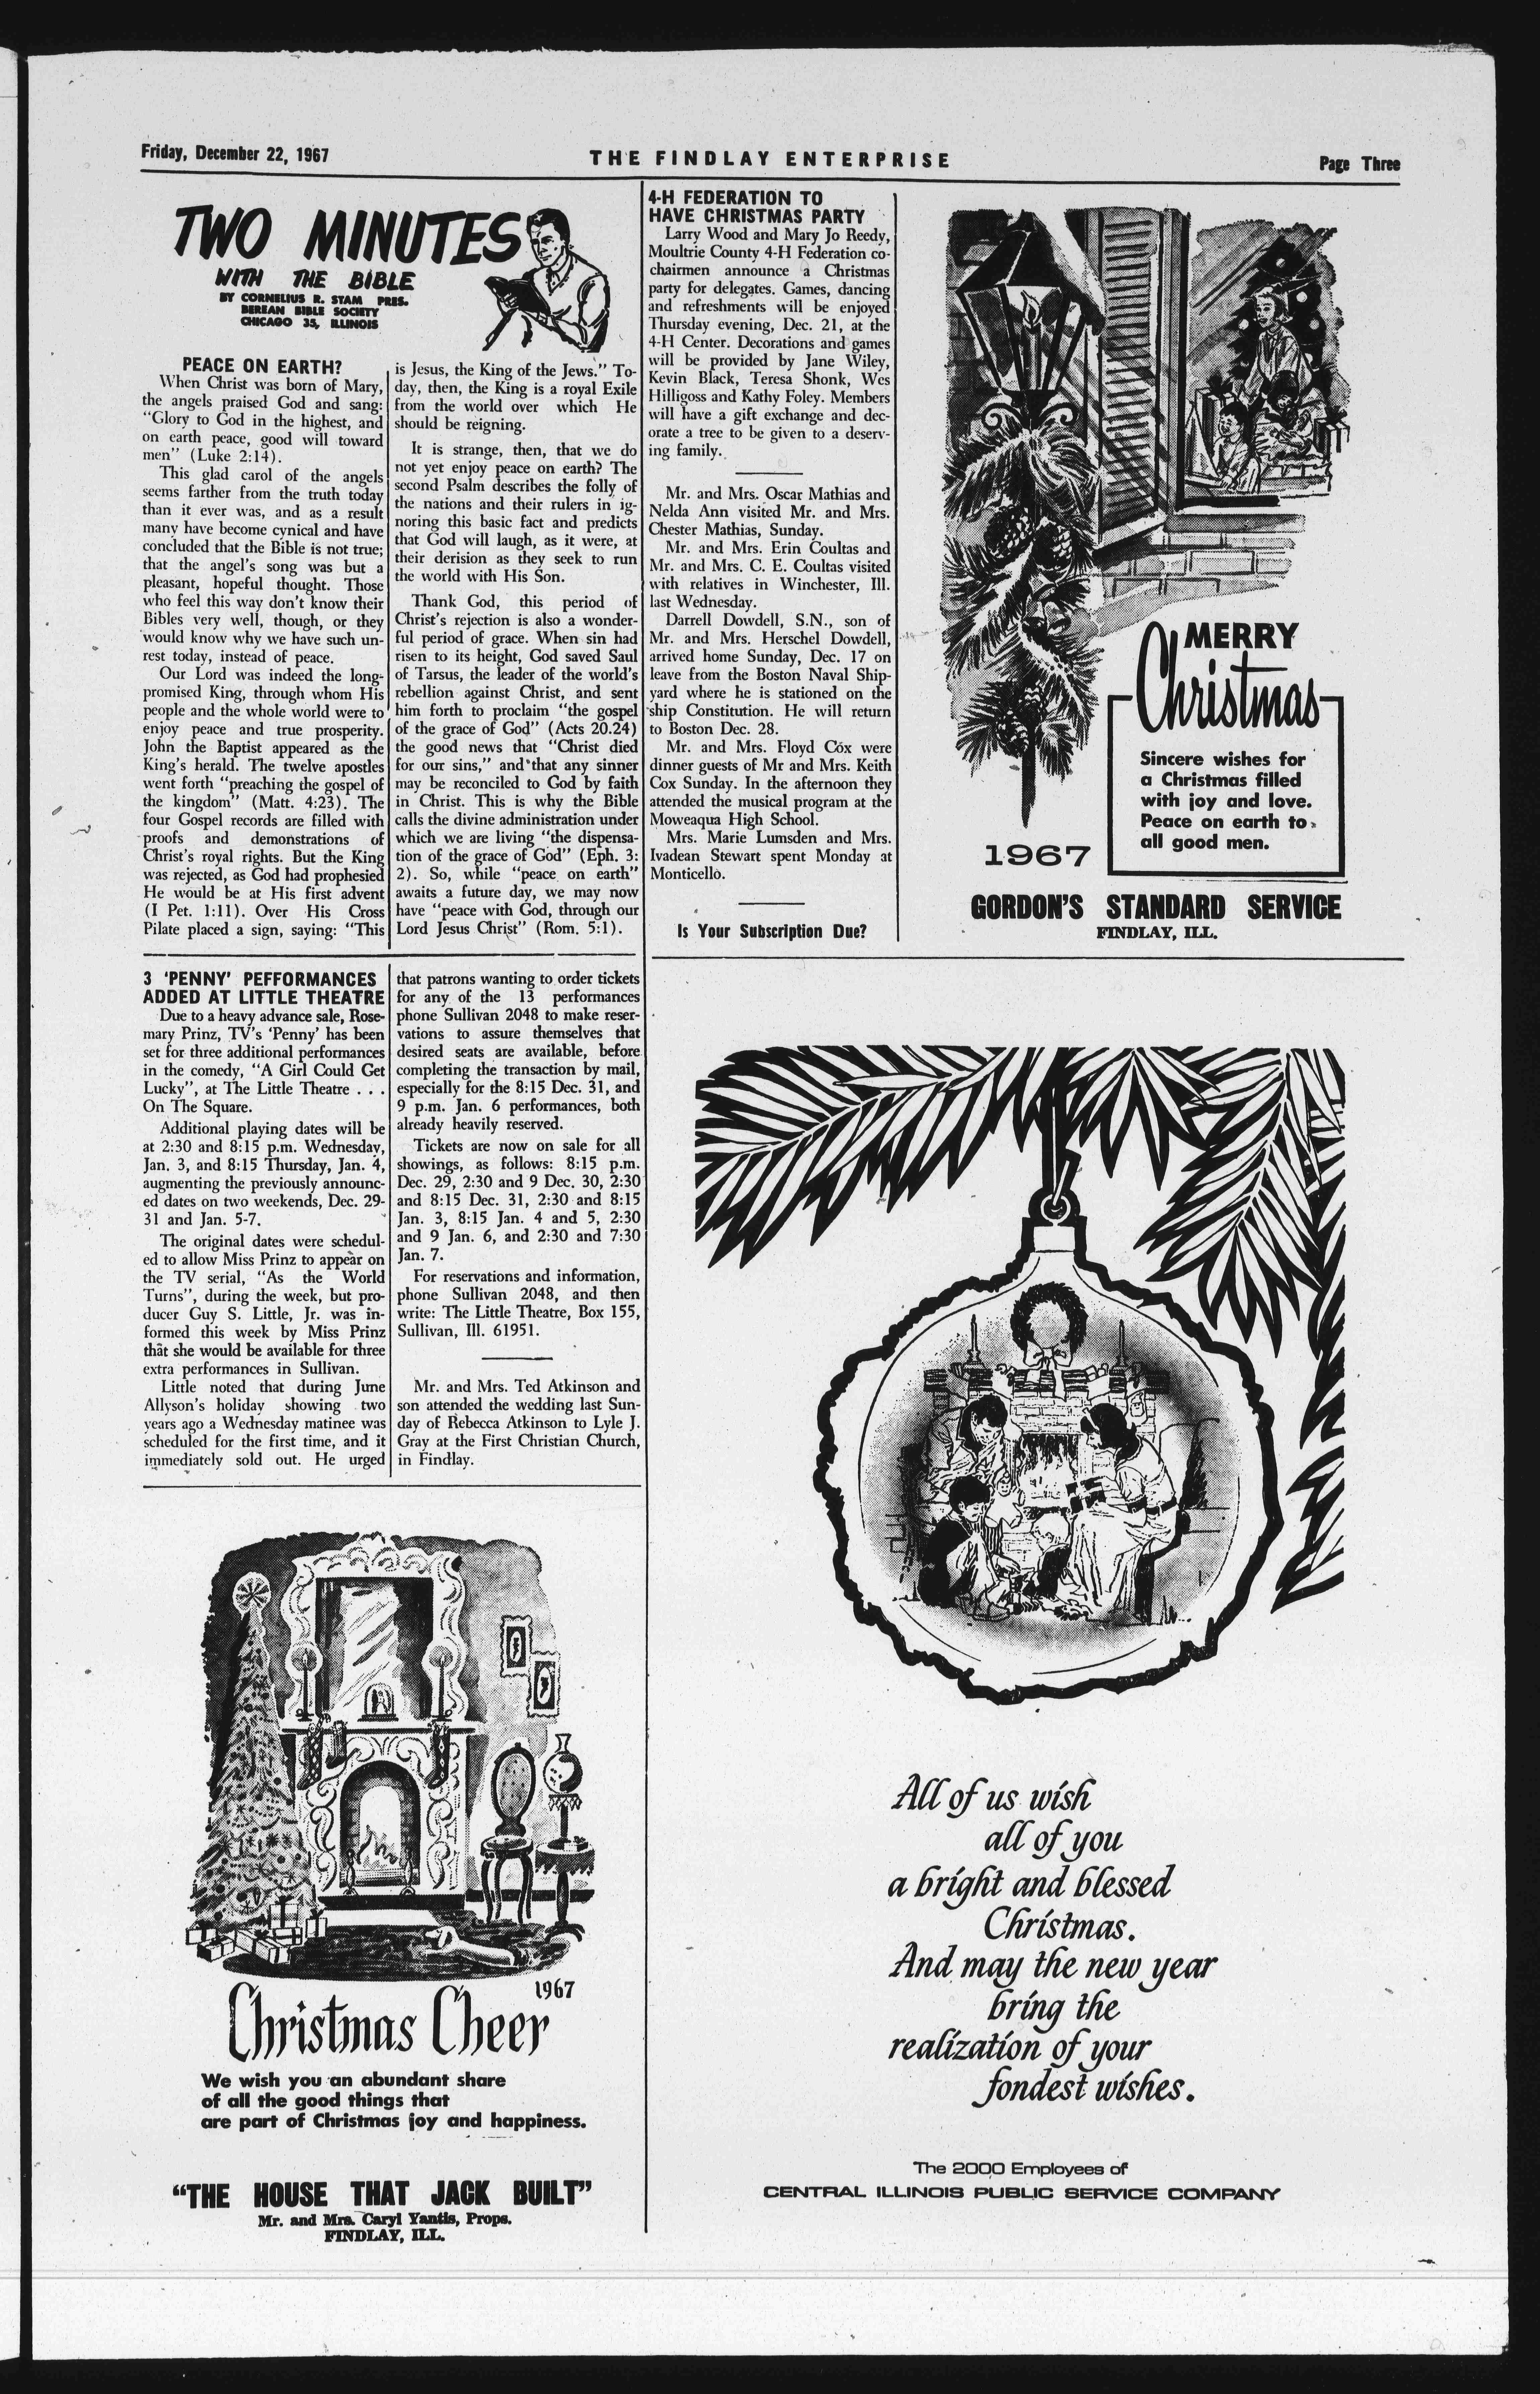 Friday, December 22, 1967
THE FINDLAY ENTERPRISE
Page Three
TWO MINUTES
WITH THE BIBLE
BY CORNELIUS R. STAM PRES.
BEREAN BIBLE SOCIETY
CHICAGO 35, ILLINOIS
PEACE ON EARTH?
When Christ was born of Mary,
the angels praised God and sang:
"Glory to God in the highest, and
on earth peace, good will toward
men" (Luke 2:14).
This glad carol of the angels
seems farther from the truth today
than it ever was, and as a result
many have become cynical and have
concluded that the Bible is not true;
that the angel's song was but a
pleasant, hopeful thought. Those
who feel this way don't know their
Bibles very well, though, or they
would know why we have such un-
rest today, instead of peace.
Our Lord was indeed the long-
promised King, through whom His
people and the whole world were to
enjoy peace and true prosperity.
John the Baptist appeared as the
King's herald. The twelve apostles
went forth "preaching the gospel of
the kingdom" (Matt. 4:23). The
four Gospel records are filled with
proofs and demonstrations of
Christ's royal rights. But the King
was rejected, as God had prophesied
He would be at His first advent
(I Pet. 1:11). Over His Cross
Pilate placed a sign, saying: "This
is Jesus, the King of the Jews." To-
day, then, the King is a royal Exile
from the world over which He
should be reigning.
It is strange, then, that we do
not yet enjoy peace on earth? The
second Psalm describes the folly of
the nations and their rulers in ig-
noring this basic fact and predicts
that God will laugh, as it were, at
their derision as they seek to run
the world with His Son.
Thank God, this period of
Christ's rejection is also a wonder-
ful period of grace. When sin had
risen to its height, God saved Saul
of Tarsus, the leader of the world's
rebellion against Christ, and sent
him forth to proclaim "the gospel
of the grace of God" (Acts 20.24)
the good news that "Christ died
for our sins," and that any sinner
may be reconciled to God by faith
in Christ. This is why the Bible
calls the divine administration under
which we are living "the dispensa-
tion of the grace of God" (Eph. 3:
2). So, while "peace on earth"
awaits a future day, we may now
have "peace with God, through our
Lord Jesus Christ" (Rom. 5:1).
3 'PENNY' PEFFORMANCES
ADDED AT LITTLE THEATRE
Due to a heavy advance sale, Rose-
mary Prinz, TV's 'Penny' has been
set for three additional performances
in the comedy, "A Girl Could Get
Lucky", at The Little Theatre . . .
On The Square.
Additional playing dates will be
at 2:30 and 8:15 p.m. Wednesday,
Jan. 3, and 8:15 Thursday, Jan. 4,
augmenting the previously announc-
ed dates on two weekends, Dec. 29-
31 and Jan. 5-7.
The original dates were schedul-
ed to allow Miss Prinz to appear on
the TV serial, "As the World
Turns", during the week, but pro-
ducer Guy S. Little, Jr. was in-
formed this week by Miss Prinz
that she would be available for three
extra performances in Sullivan.
Little noted that during June
Allyson's holiday showing two
years ago a Wednesday matinee was
scheduled for the first time, and it
immediately sold out. He urged
that patrons wanting to order tickets
for any of the 13 performances
phone Sullivan 2048 to make reser-
vations to assure themselves that
desired seats are available, before
completing the transaction by mail,
especially for the 8:15 Dec. 31, and
9 p.m. Jan. 6 performances, both
already heavily reserved.
Tickets are now on sale for all
showings, as follows: 8:15 p.m.
Dec. 29, 2:30 and 9 Dec. 30, 2:30
and 8:15 Dec. 31, 2:30 and 8:15
Jan. 3, 8:15 Jan. 4 and 5, 2:30
and 9 Jan. 6, and 2:30 and 7:30
Jan. 7.
For reservations and information,
phone Sullivan 2048, and then
write: The Little Theatre, Box 155,
Sullivan, Ill. 61951.
Mr. and Mrs. Ted Atkinson and
son attended the wedding last Sun-
day of Rebecca Atkinson to Lyle J.
Gray at the First Christian Church,
in Findlay.
4-H FEDERATION TO
HAVE CHRISTMAS PARTY
Larry Wood and Mary Jo Reedy,
Moultrie County 4-H Federation co-
chairmen announce a Christmas
party for delegates. Games, dancing
and refreshments will be enjoyed
Thursday evening, Dec. 21, at the
4-H Center. Decorations and games
will be provided by Jane Wiley,
Kevin Black, Teresa Shonk, Wes
Hilligoss and Kathy Foley. Members
will have a gift exchange and dec-
orate a tree to be given to a deserv-
ing family.
Mr. and Mrs. Oscar Mathias and
Nelda Ann visited Mr. and Mrs.
Chester Mathias, Sunday.
Mr. and Mrs. Erin Coultas and
Mr. and Mrs. C. E. Coultas visited
with relatives in Winchester, Ill.
last Wednesday.
Darrell Dowdell, S.N., son of
Mr. and Mrs. Herschel Dowdell,
arrived home Sunday, Dec. 17 on
leave from the Boston Naval Ship-
yard where he is stationed on the
ship Constitution. He will return
to Boston Dec. 28.
Mr. and Mrs. Floyd Cox were
dinner guests of Mr and Mrs. Keith
Cox Sunday. In the afternoon they
attended the musical program at the
Moweaqua High School.
Mrs. Marie Lumsden and Mrs.
Ivadean Stewart spent Monday at
Monticello.
Is Your Subscription Due?
MERRY
Christmas
Sincere wishes for
a Christmas filled
with joy and love.
Peace on earth to
all good men.
1967
GORDON'S STANDARD SERVICE
FINDLAY, ILL.
1967
Christmas Cheer
We wish you an abundant share
of all the good things that
are part of Christmas joy and happiness.
"THE HOUSE THAT JACK BUILT"
Mr. and Mrs. Caryl Yantis, Props.
FINDLAY, ILL.
All of us wish
all of you
a bright and blessed
Christmas.
And may the new year
bring the
realization of your
fondest wishes.
The 2000 Employees of
CENTRAL ILLINOIS PUBLIC SERVICE COMPANY